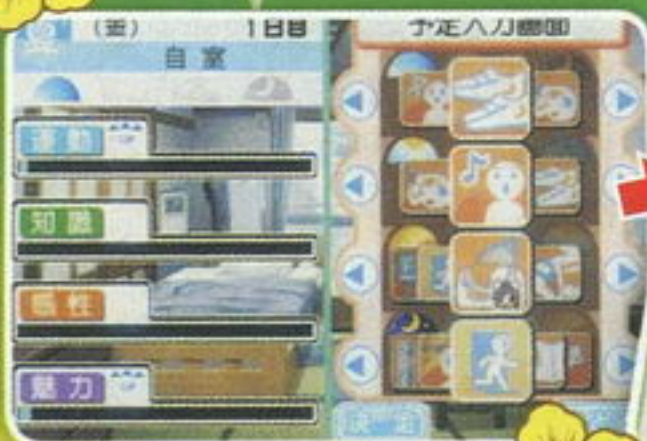 (金) 1日目
自室
運動
知識
感性
魅力
予定入力画面
決定